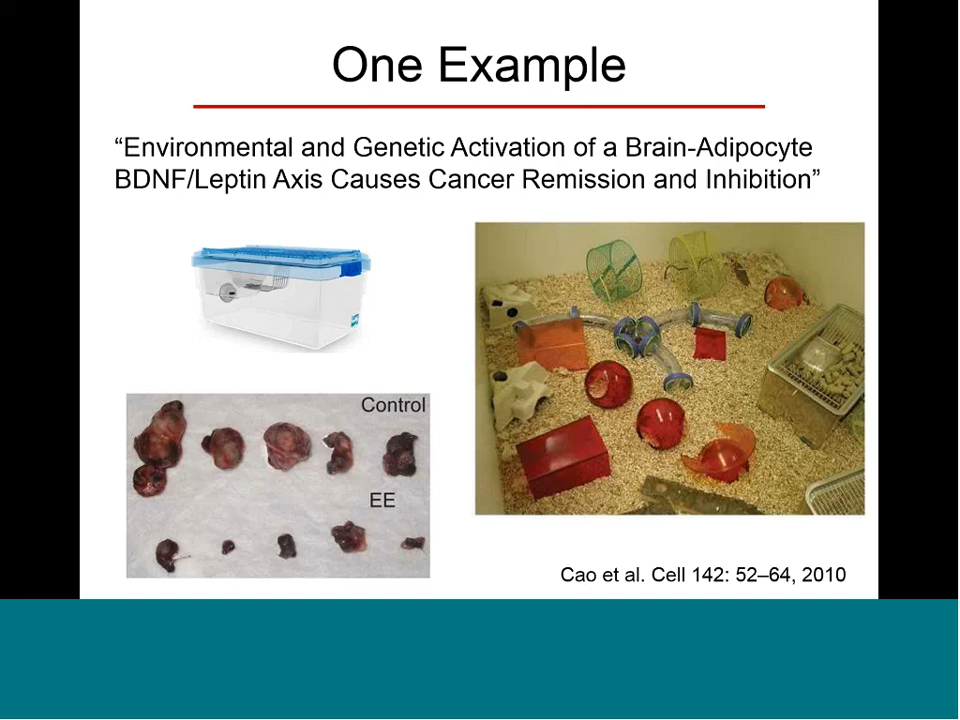 One Example
“Environmental and Genetic Activation of a Brain-Adipocyte
BDNF/Leptin Axis Causes Cancer Remission and Inhibition”
Control
EE
Cao et al. Cell 142: 52–64, 2010